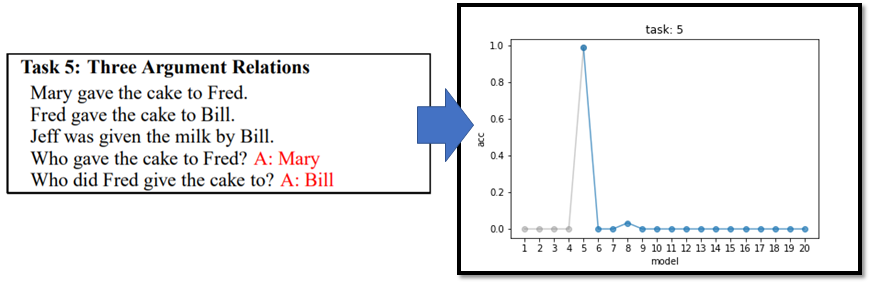 Task 5: Three Argument Relations
Mary gave the cake to Fred.
Fred gave the cake to Bill.
Jeff was given the milk by Bill.
Who gave the cake to Fred? A: Mary
Who did Fred give the cake to? A: Bill
task: 5
1.0
0.8
0.6
0.4
0.2
0.0
acc
1 2 3 4 5 6 7 8 9 10 11 12 13 14 15 16 17 18 19 20
model